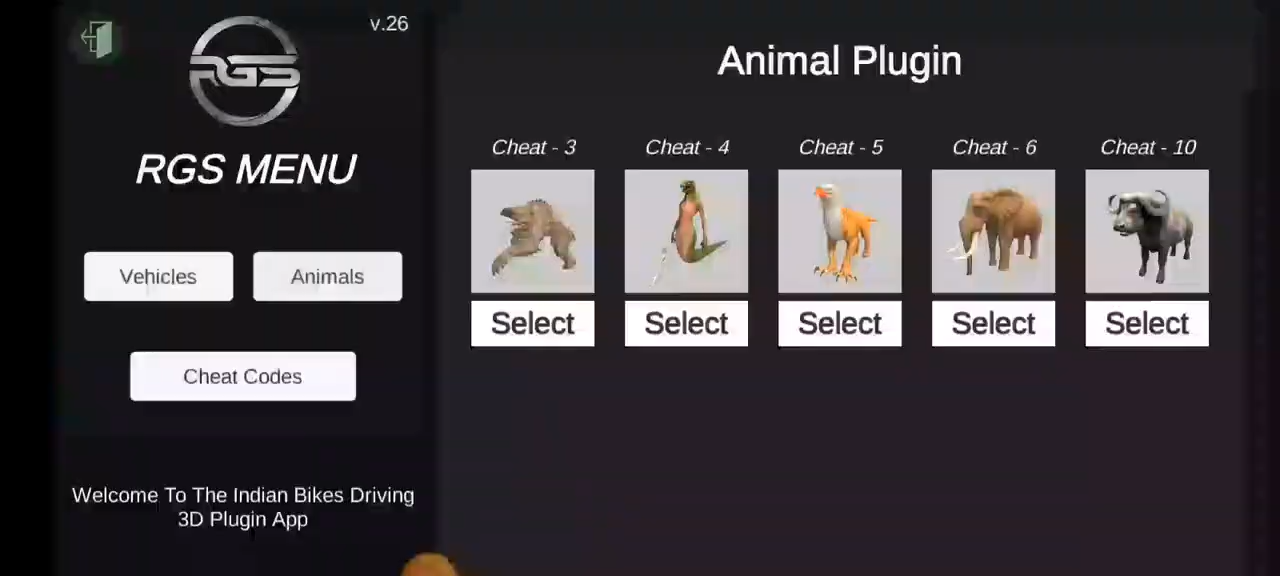 v.26
RGS
RGS MENU
Vehicles
Animals
Cheat Codes
Welcome To The Indian Bikes Driving
3D Plugin App
Animal Plugin
Cheat - 3
Cheat - 4
Cheat - 5
Cheat - 6
Cheat - 10
Select
Select
Select
Select
Select